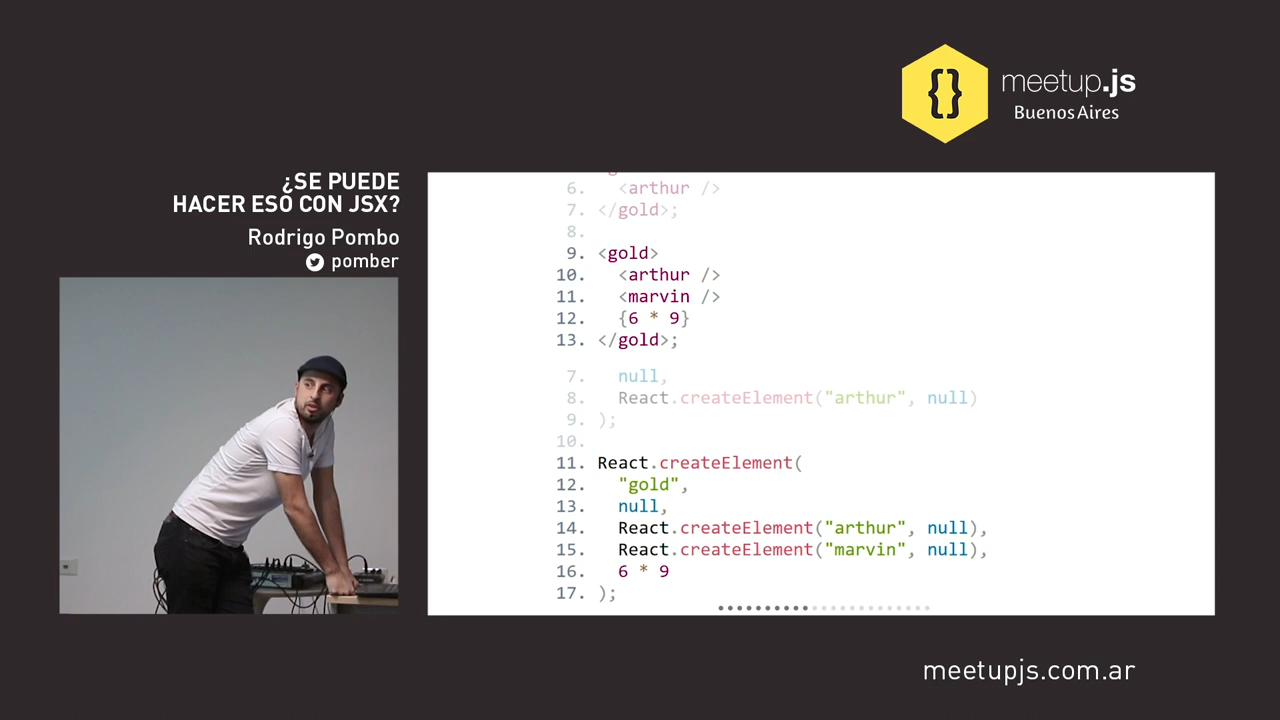 {}
meetup.js
Buenos Aires
¿SE PUEDE
HACER ESO CON JSX?
Rodrigo Pombo
pomber
6. <arthur />
7. </gold>;
8.
9. <gold>
10. <arthur />
11. <marvin />
12. {6 * 9}
13. </gold>;
7. null,
8. React.createElement("arthur", null)
9. );
10.
11. React.createElement(
12. "gold",
13. null,
14. React.createElement("arthur", null),
15. React.createElement("marvin", null),
16. 6 * 9
17. );
meetupjs.com.ar